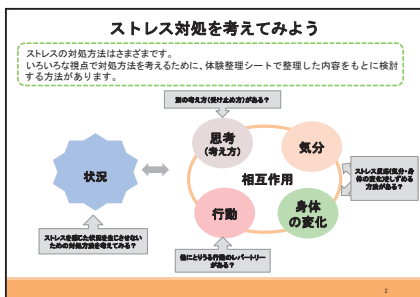 ストレス対処を考えてみよう
ストレスの対処方法はさまざまです。
いろいろな視点で対処方法を考えるために、体験整理シートで整理した内容をもとに検討
する方法があります。
別の考え方(受け止め方)がある？
思考
(考え方)
気分
状況
相互作用
ストレス反応(気分・身
体の変化)をしずめる
方法がある？
行動
身体
の変化
ストレスを感じた状況を生じさせない
ための対処方法を考えてみる？
他にとりうる行動のレパートリー
がある？
2